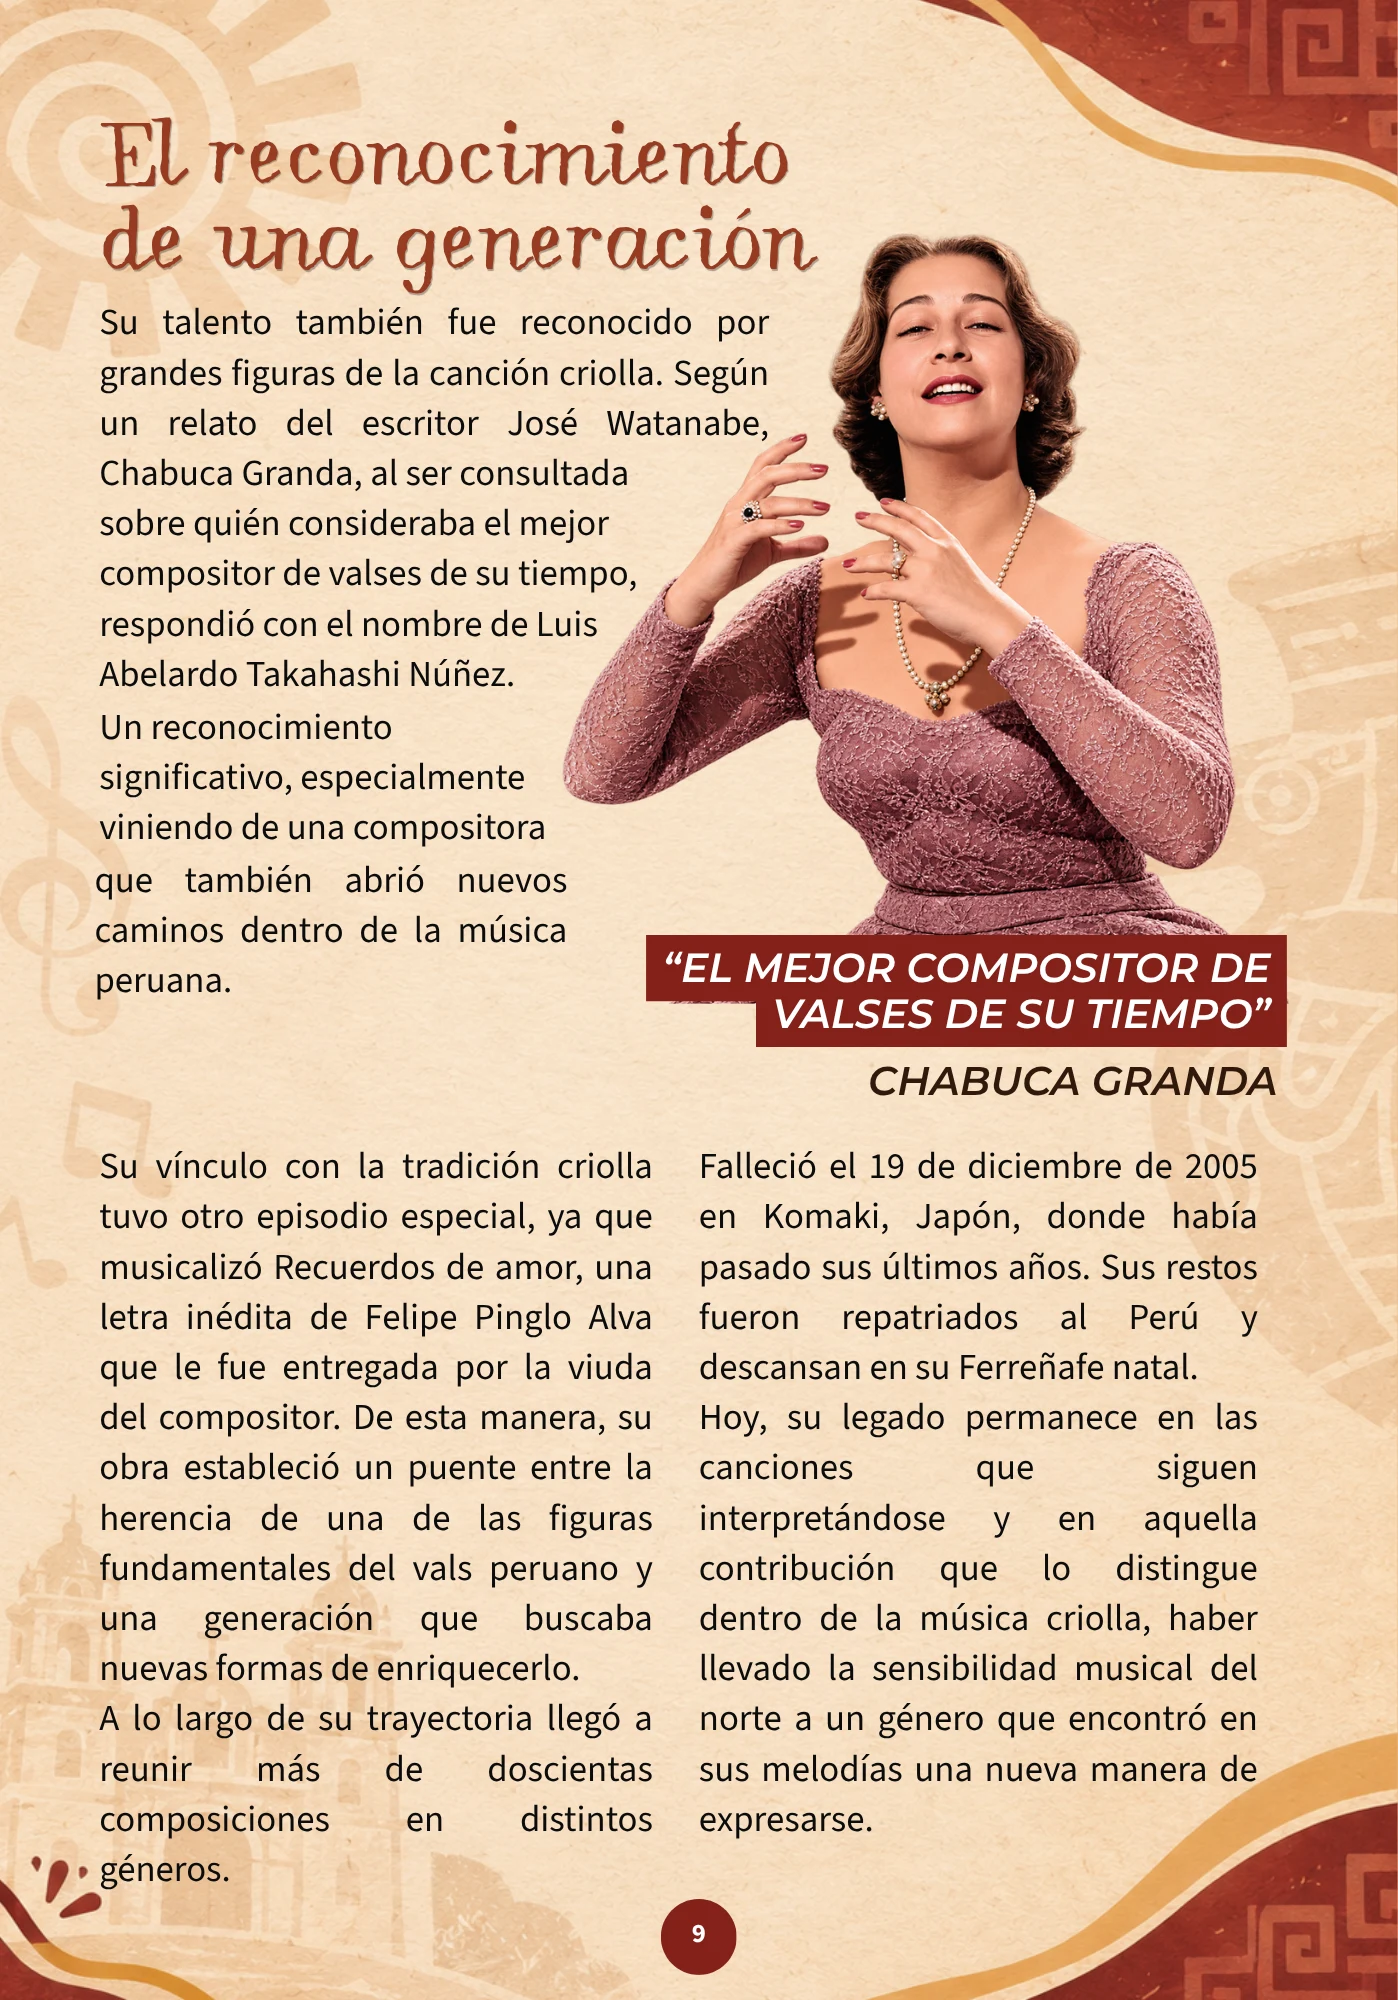 El reconocimiento
de una generación
Su talento también fue reconocido por
grandes figuras de la canción criolla. Según
un relato del escritor José Watanabe,
Chabuca Granda, al ser consultada
sobre quién consideraba el mejor
compositor de valses de su tiempo,
respondió con el nombre de Luis
Abelardo Takahashi Núñez.
Un reconocimiento
significativo, especialmente
viniendo de una compositora
que también abrió nuevos
caminos dentro de la música
peruana.
“EL MEJOR COMPOSITOR DE
VALSES DE SU TIEMPO”
CHABUCA GRANDA
Su vínculo con la tradición criolla
tuvo otro episodio especial, ya que
musicalizó Recuerdos de amor, una
letra inédita de Felipe Pinglo Alva
que le fue entregada por la viuda
del compositor. De esta manera, su
obra estableció un puente entre la
herencia de una de las figuras
fundamentales del vals peruano y
una generación que buscaba
nuevas formas de enriquecerlo.
A lo largo de su trayectoria llegó a
reunir más de doscientas
composiciones en distintos
géneros.
Falleció el 19 de diciembre de 2005
en Komaki, Japón, donde había
pasado sus últimos años. Sus restos
fueron repatriados al Perú y
descansan en su Ferreñafe natal.
Hoy, su legado permanece en las
canciones que siguen
interpretándose y en aquella
contribución que lo distingue
dentro de la música criolla, haber
llevado la sensibilidad musical del
norte a un género que encontró en
sus melodías una nueva manera de
expresarse.
9